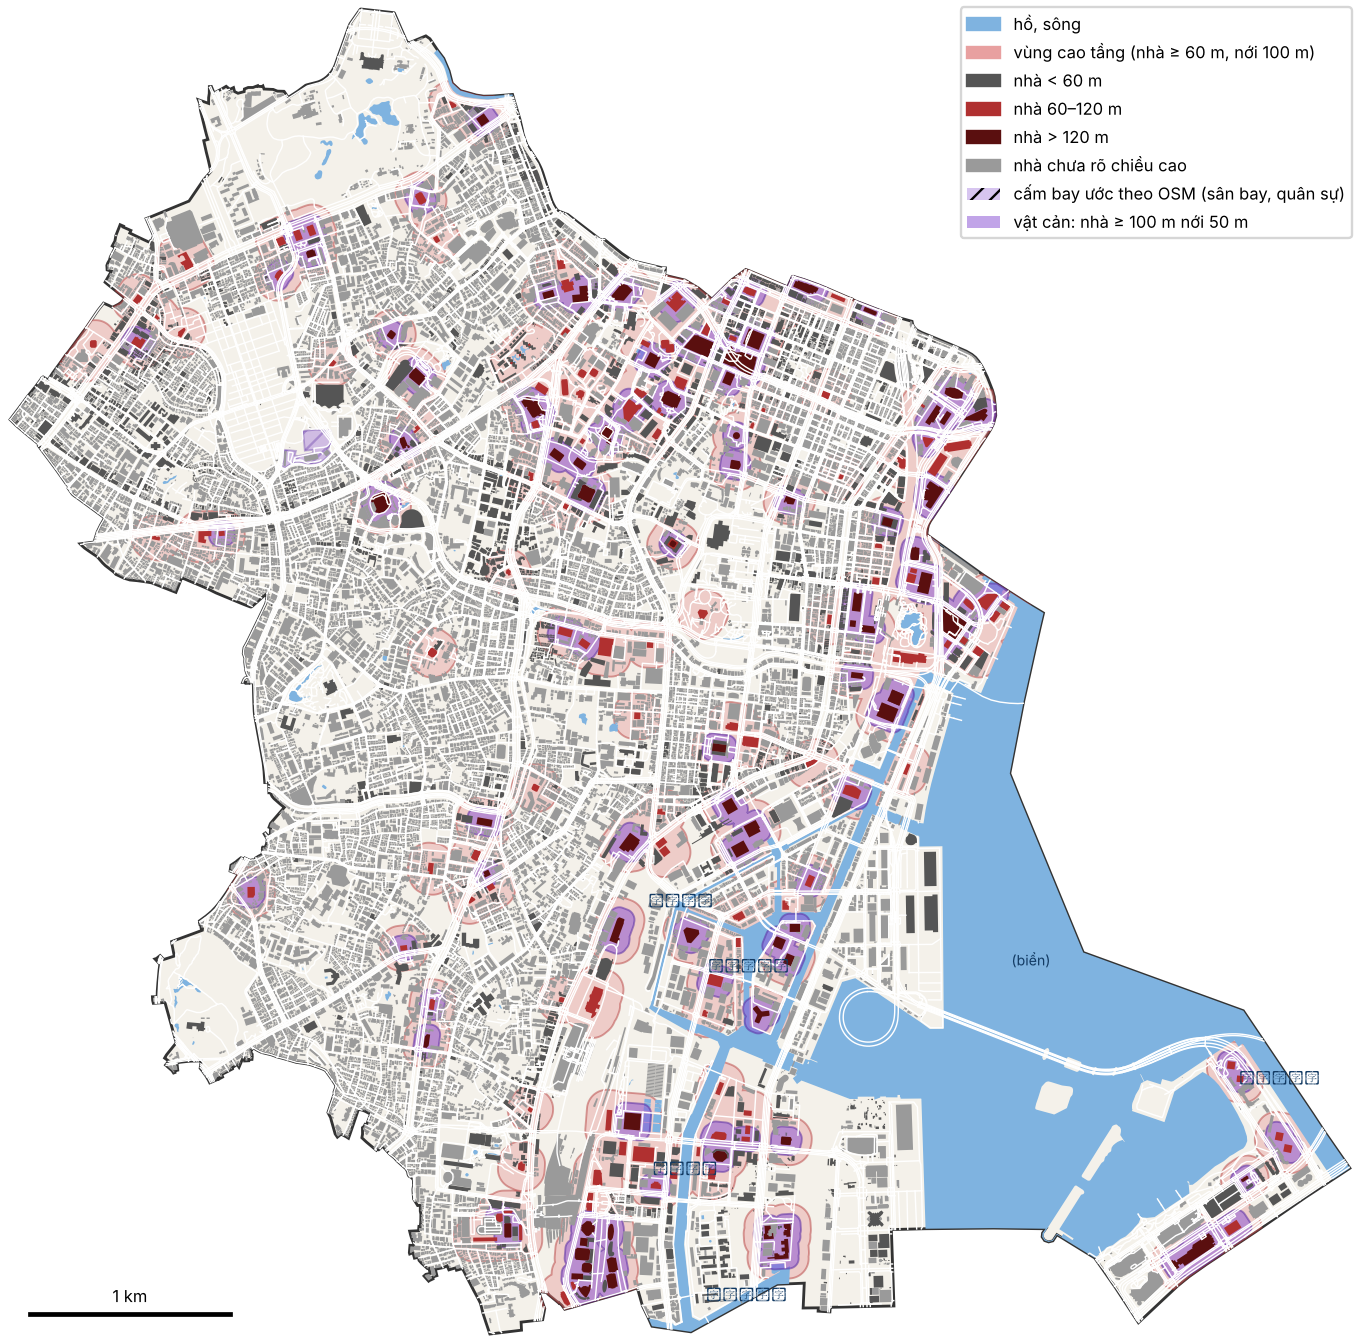 hồ, sông
vùng cao tầng (nhà ≥ 60 m, nới 100 m)
nhà < 60 m
nhà 60–120 m
nhà > 120 m
nhà chưa rõ chiều cao
cấm bay ước theo OSM (sân bay, quân sự)
vật cản: nhà ≥ 100 m nới 50 m
(biển)
1 km